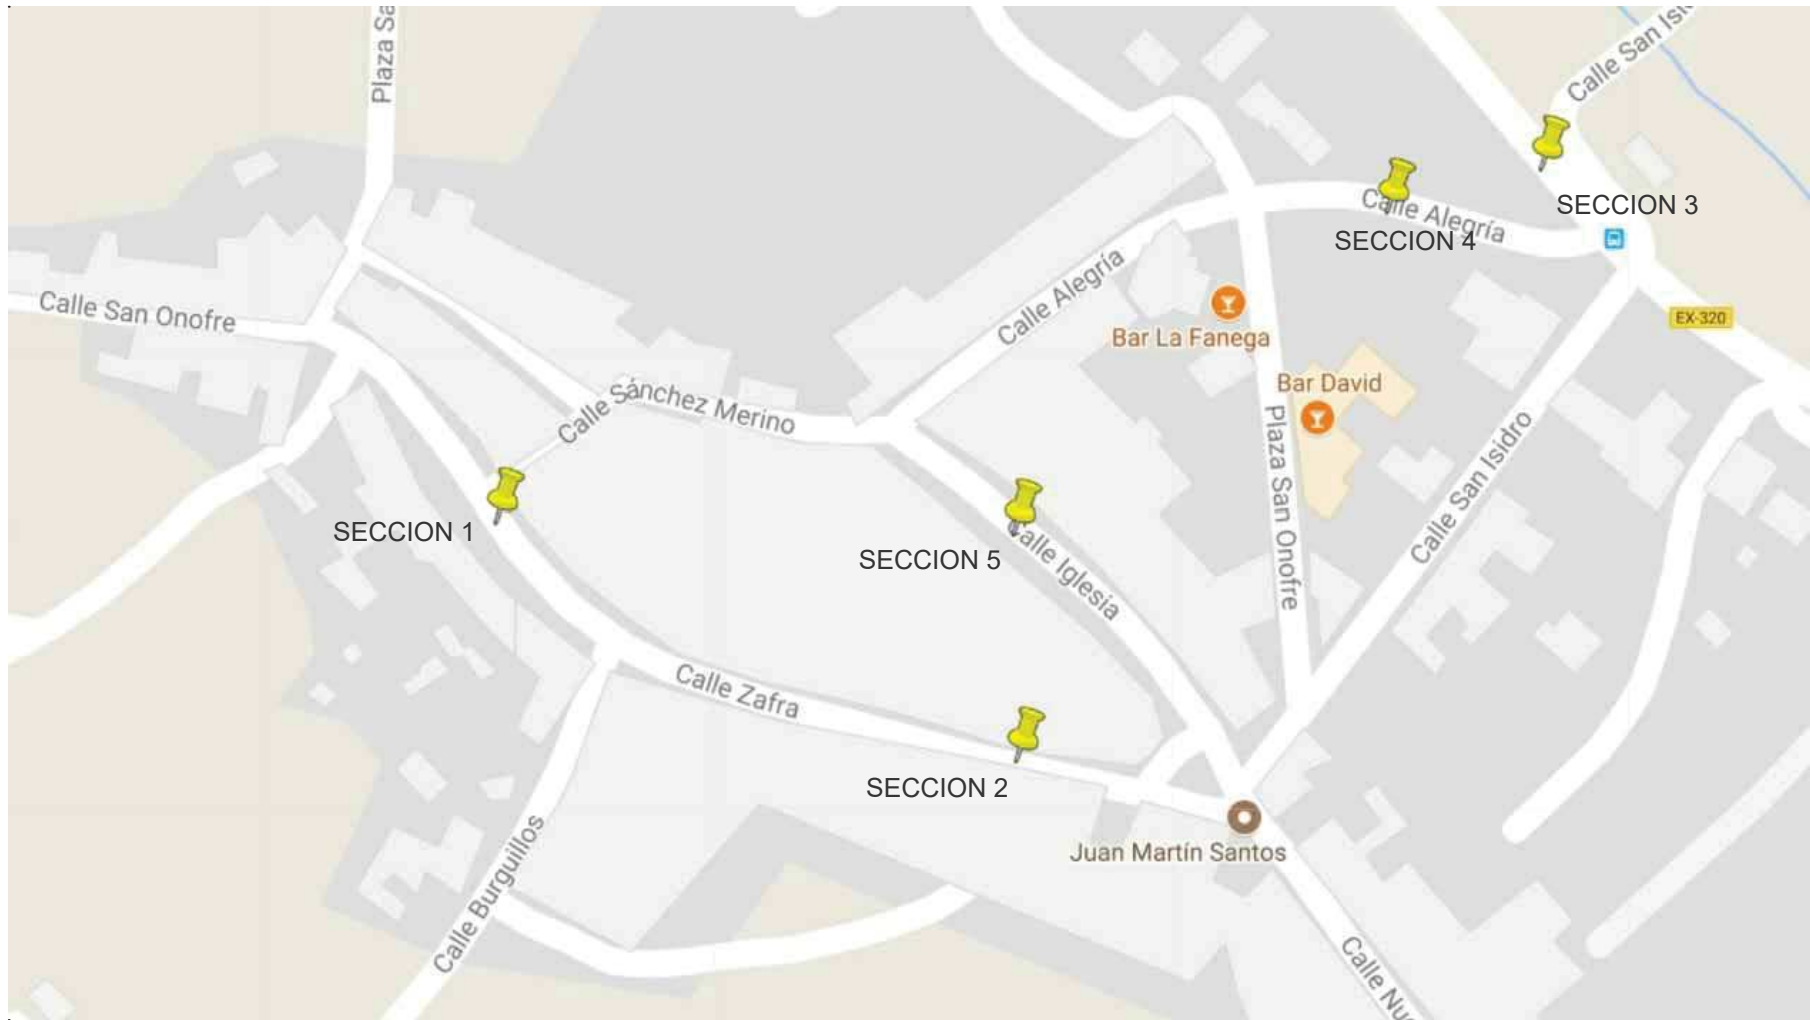 Plaza Sa
Calle San Isi
SECCION 3
Calle Alegría
SECCION 4
Calle San Onofre
Calle Alegría
EX-320
Bar La Fanega
Bar David
Calle Sánchez Merino
Plaza San Onofre
Calle San Isidro
SECCION 1
SECCION 5
Calle Iglesia
Calle Zafra
SECCION 2
Juan Martín Santos
Calle Burguillos
Calle Nu